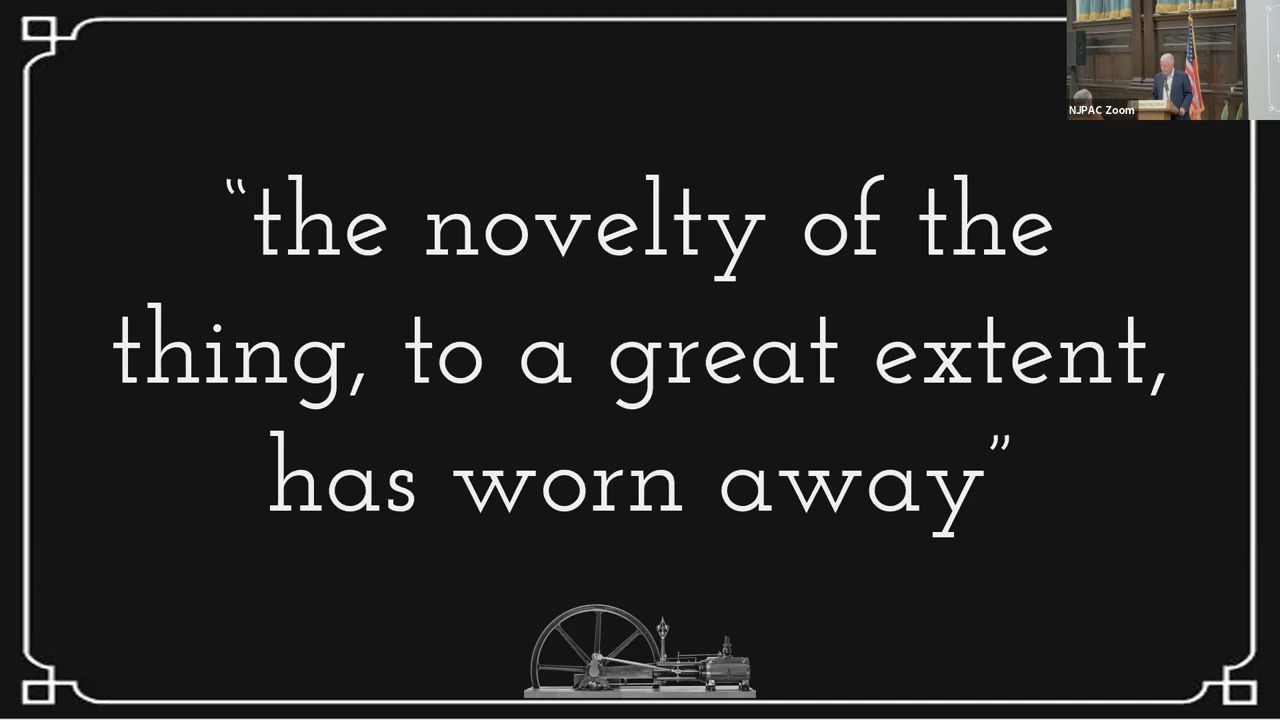 “the novelty of the
thing, to a great extent,
has worn away”
NJPAC Zoom